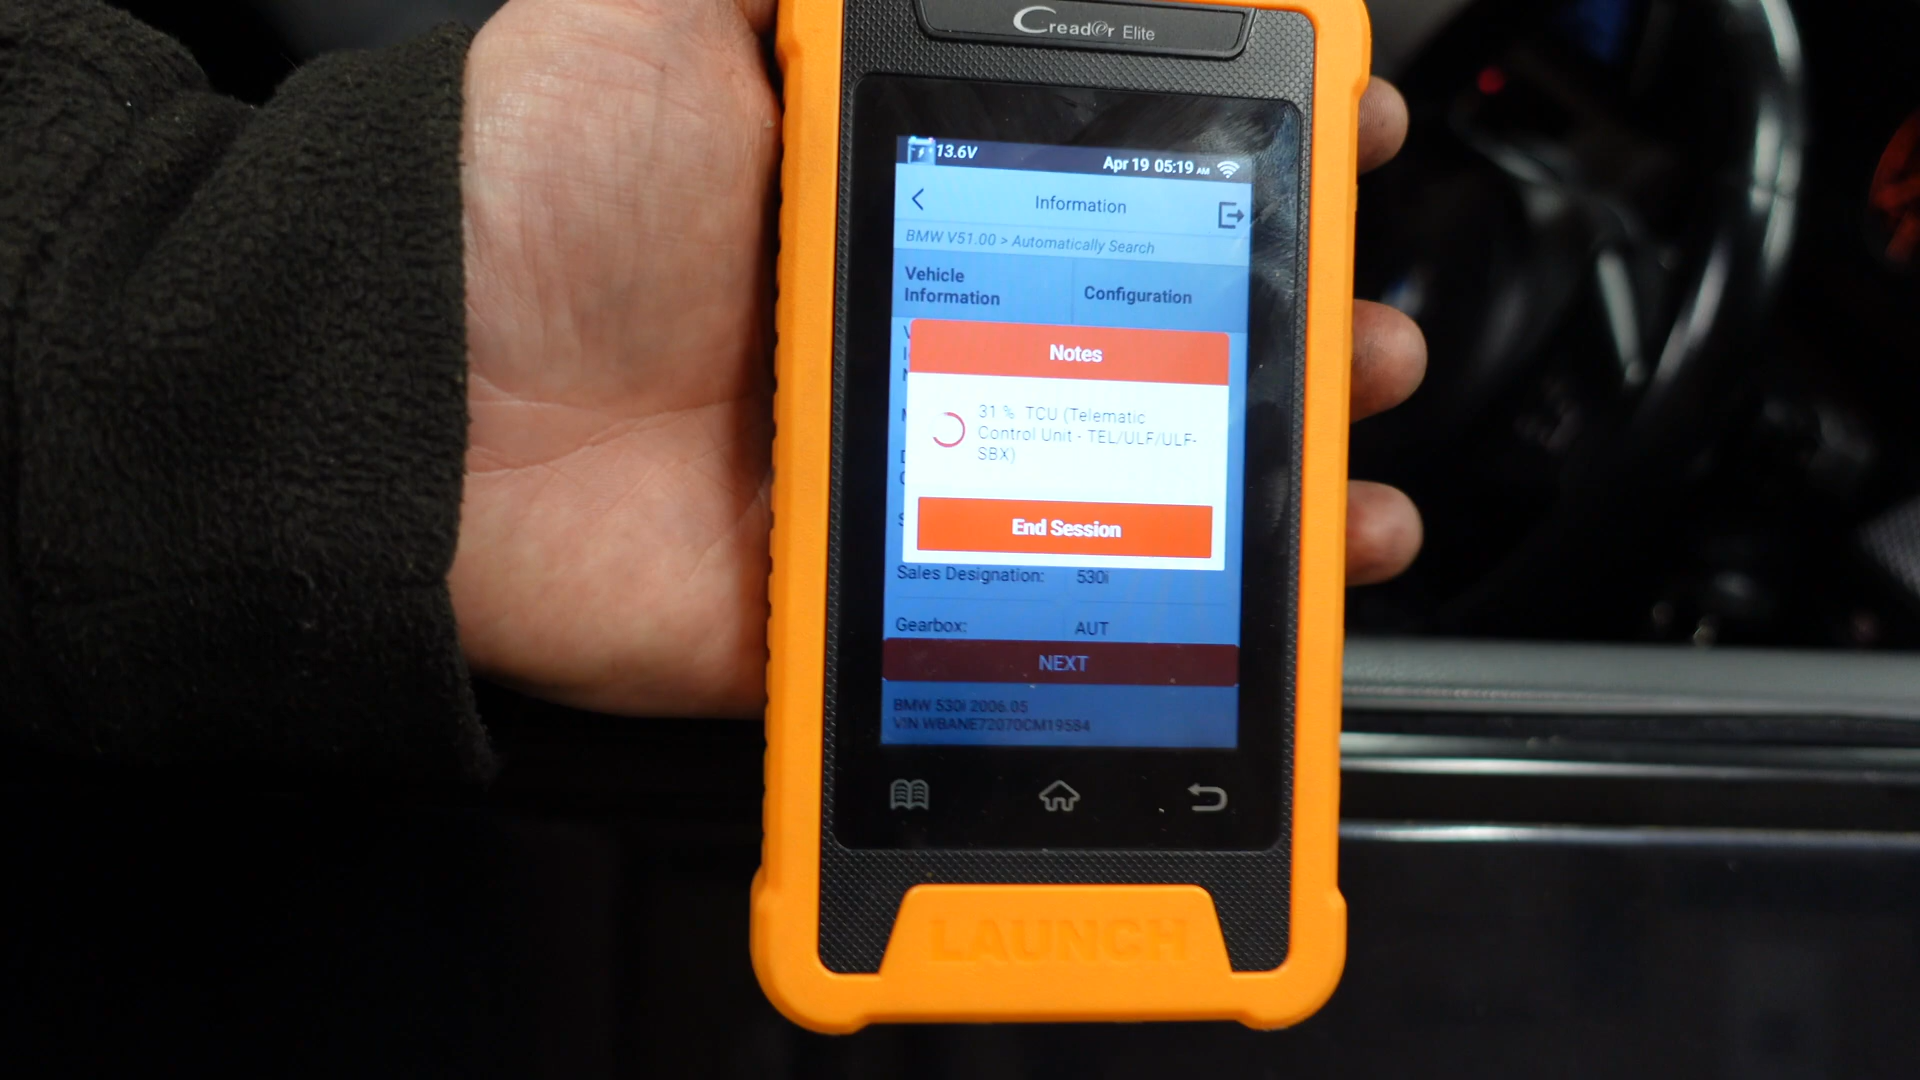 Creader Elite
13.6V
Apr 19 05:19 AM
Information
BMW V51.00 > Automatically Search
Vehicle
Information
Configuration
Notes
31 % TCU (Telematic
Control Unit - TEL/ULF/ULF-
SBX)
End Session
Sales Designation: 530i
Gearbox: AUT
NEXT
BMW 530i 2006.05
VIN WBANE72070CM19584
LAUNCH